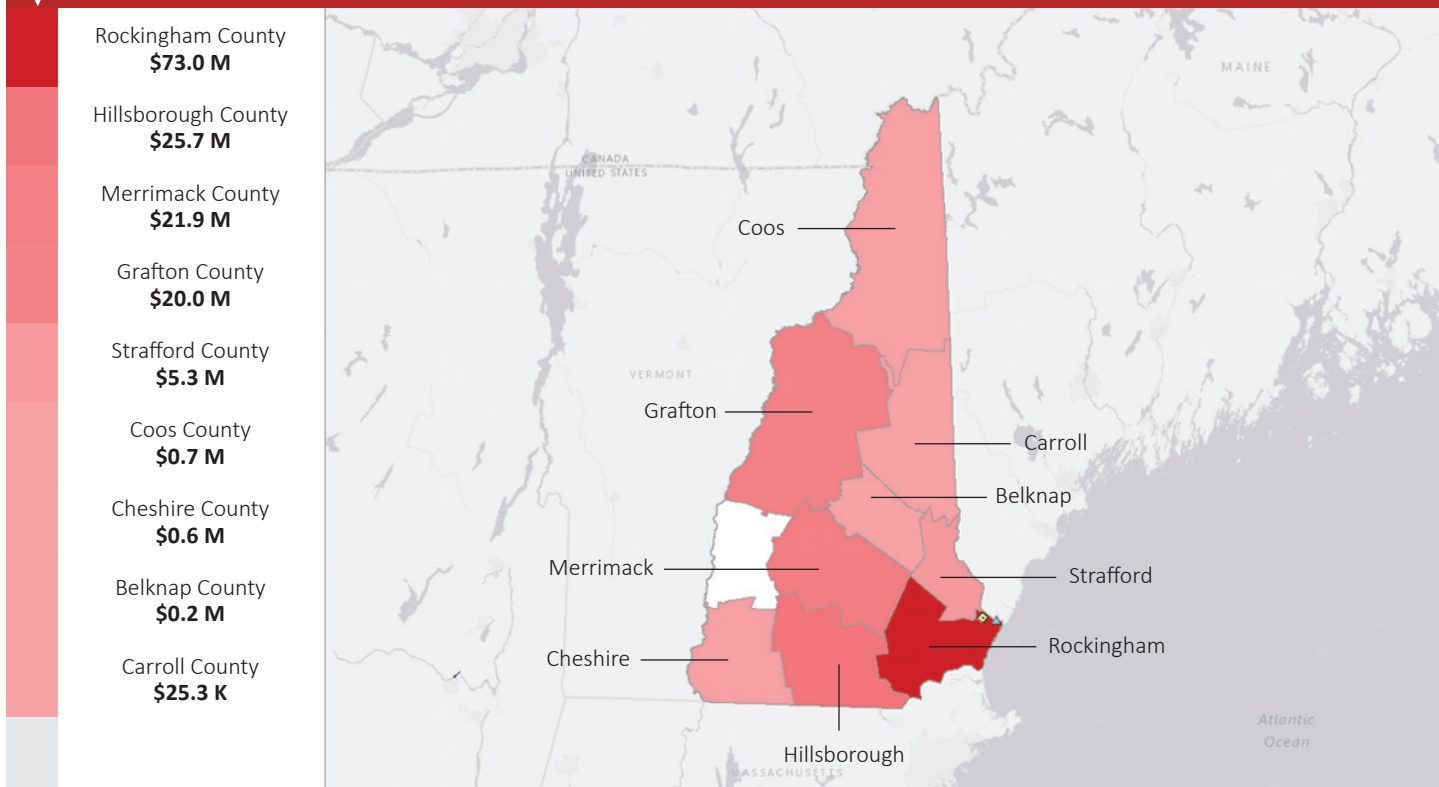 Rockingham County
$73.0 M
Hillsborough County
$25.7 M
Merrimack County
$21.9 M
Grafton County
$20.0 M
Strafford County
$5.3 M
Coos County
$0.7 M
Cheshire County
$0.6 M
Belknap County
$0.2 M
Carroll County
$25.3 K
MAINE
CANADA
UNITED STATES
Coos
VERMONT
Grafton
Carroll
Belknap
Merrimack
Strafford
Rockingham
Cheshire
Atlantic
Ocean
Hillsborough
MASSACHUSETTS